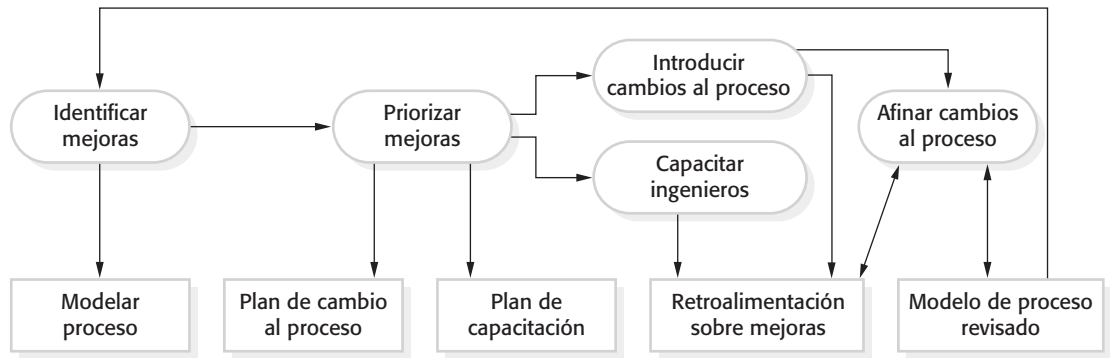 Identificar
mejoras
Priorizar
mejoras
Introducir
cambios al proceso
Capacitar
ingenieros
Afinar cambios
al proceso
Modelar
proceso
Plan de cambio
al proceso
Plan de
capacitación
Retroalimentación
sobre mejoras
Modelo de proceso
revisado